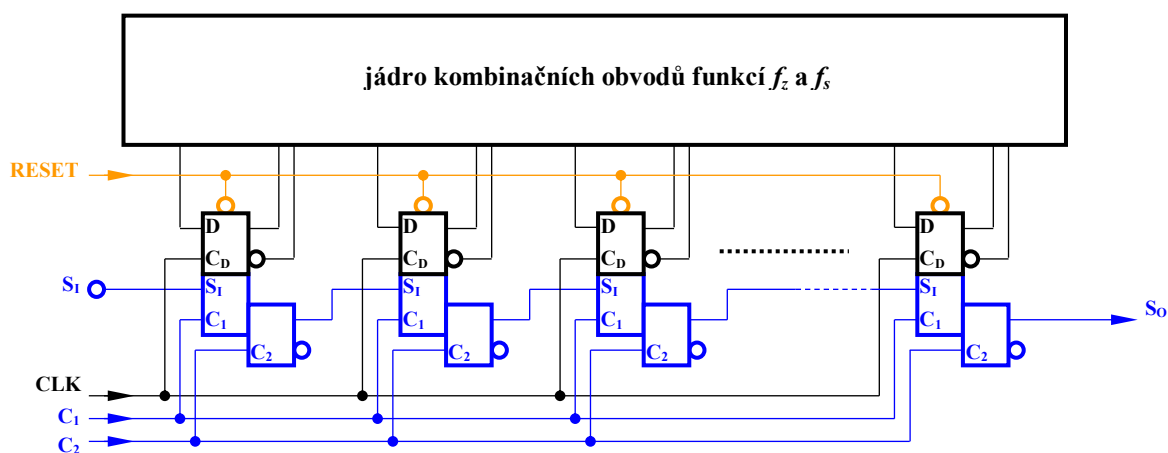 jádro kombinačních obvodů funkcí fz a fs
RESET
D D D D
CD CD CD CD
SI SI SI SI SI SO
C1 C1 C1 C1
C2 C2 C2 C2
CLK
C1
C2